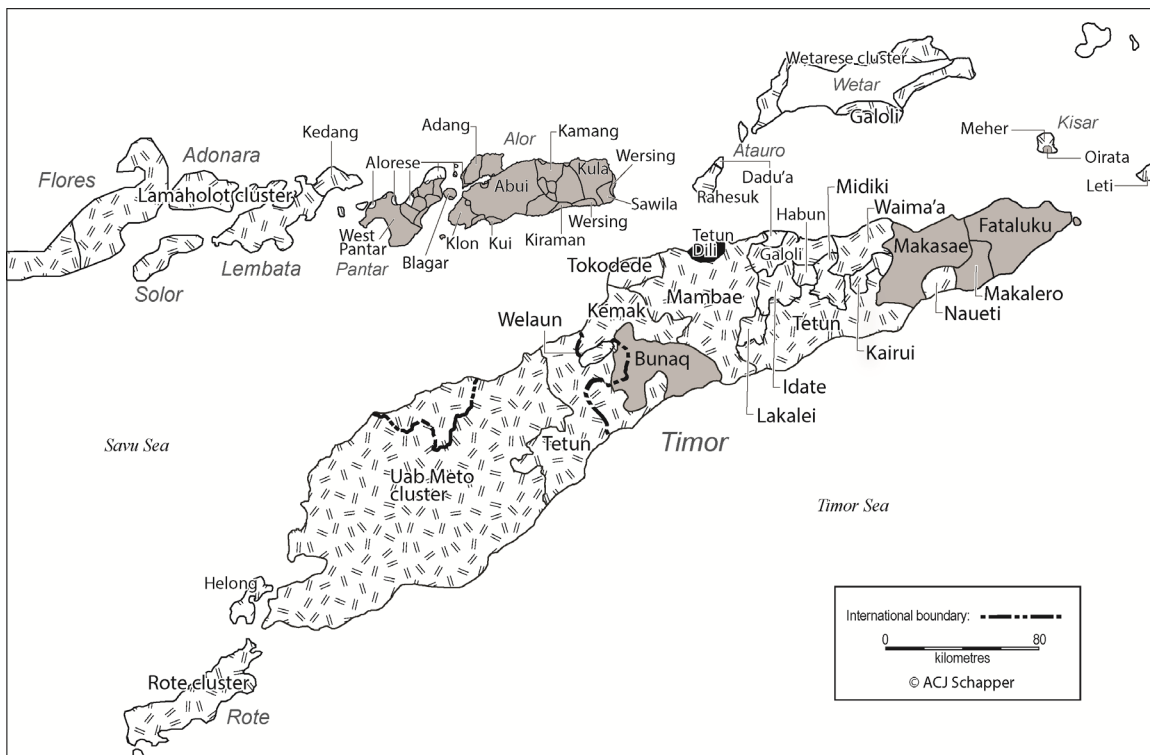 Wetarese cluster
Wetar
Galoli
Meher
Kisar
Oirata
Leti
Kedang
Adang
Alor
Kamang
Adonara
Alorese
Wersing
Kula
Flores
Lamaholot cluster
Abui
Sawila
Atauro
Dadu'a
Rahesuk
Midiki
Habun
Waima'a
Fataluku
West
Pantar
Klon
Kui
Kiraman
Wersing
Lembata
Pantar
Blagar
Solor
Tetun
Dili
Galoli
Makasae
Tokodede
Mambae
Makalero
Naueti
Kemak
Welaun
Tetun
Kairui
Bunaq
Idate
Lakalei
Savu Sea
Tetun
Timor
Uab Meto
cluster
Timor Sea
Helong
Rote cluster
Rote
International boundary:
0 80
kilometres
© ACJ Schapper